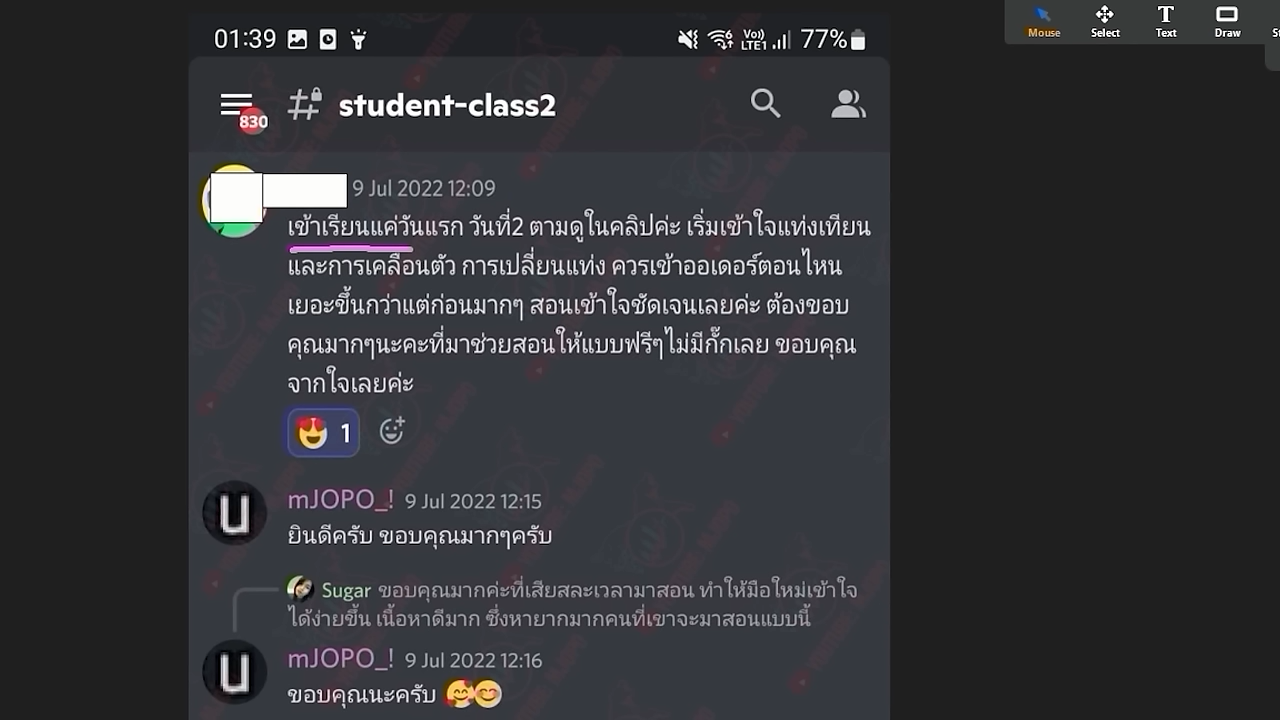 01:39
Vo)) LTE1 77%
Mouse Select Text Draw
830 student-class2
9 Jul 2022 12:09
เข้าเรียนแค่วันแรก วันที่2 ตามดูในคลิปค่ะ เริ่มเข้าใจแท่งเทียน
และการเคลื่อนตัว การเปลี่ยนแท่ง ควรเข้าออเดอร์ตอนไหน
เยอะขึ้นกว่าแต่ก่อนมากๆ สอนเข้าใจชัดเจนเลยค่ะ ต้องขอบ
คุณมากๆนะคะที่มาช่วยสอนให้แบบฟรีๆไม่มีกั๊กเลย ขอบคุณ
จากใจเลยค่ะ
1
mJOPO_! 9 Jul 2022 12:15
ยินดีครับ ขอบคุณมากๆครับ
Sugar ขอบคุณมากค่ะที่เสียสละเวลามาสอน ทำให้มือใหม่เข้าใจ
ได้ง่ายขึ้น เนื้อหาดีมาก ซึ่งหายากมากคนที่เขาจะมาสอนแบบนี้
mJOPO_! 9 Jul 2022 12:16
ขอบคุณนะครับ 🥰😊